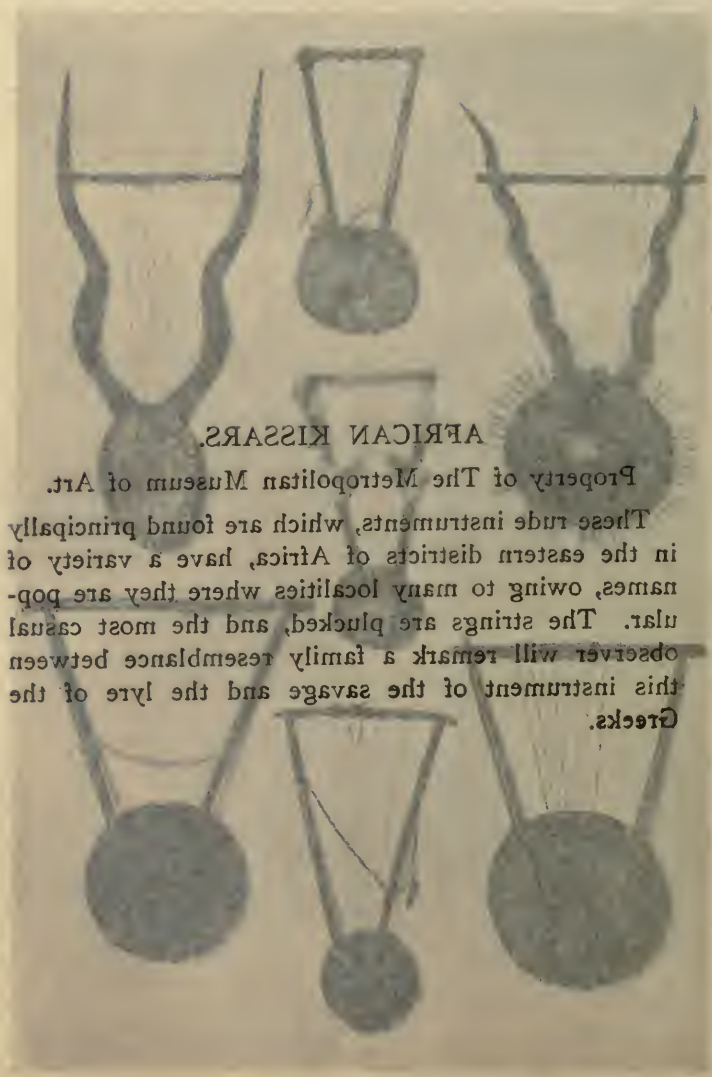 AFRICAN KISSARS.
Property of The Metropolitan Museum of Art.
These rude instruments, which are found principally
in the eastern districts of Africa, have a variety of
names, owing to many localities where they are pop-
ular. The strings are plucked, and the most casual
observer will remark a family resemblance between
this instrument of the savage and the lyre of the
Greeks.